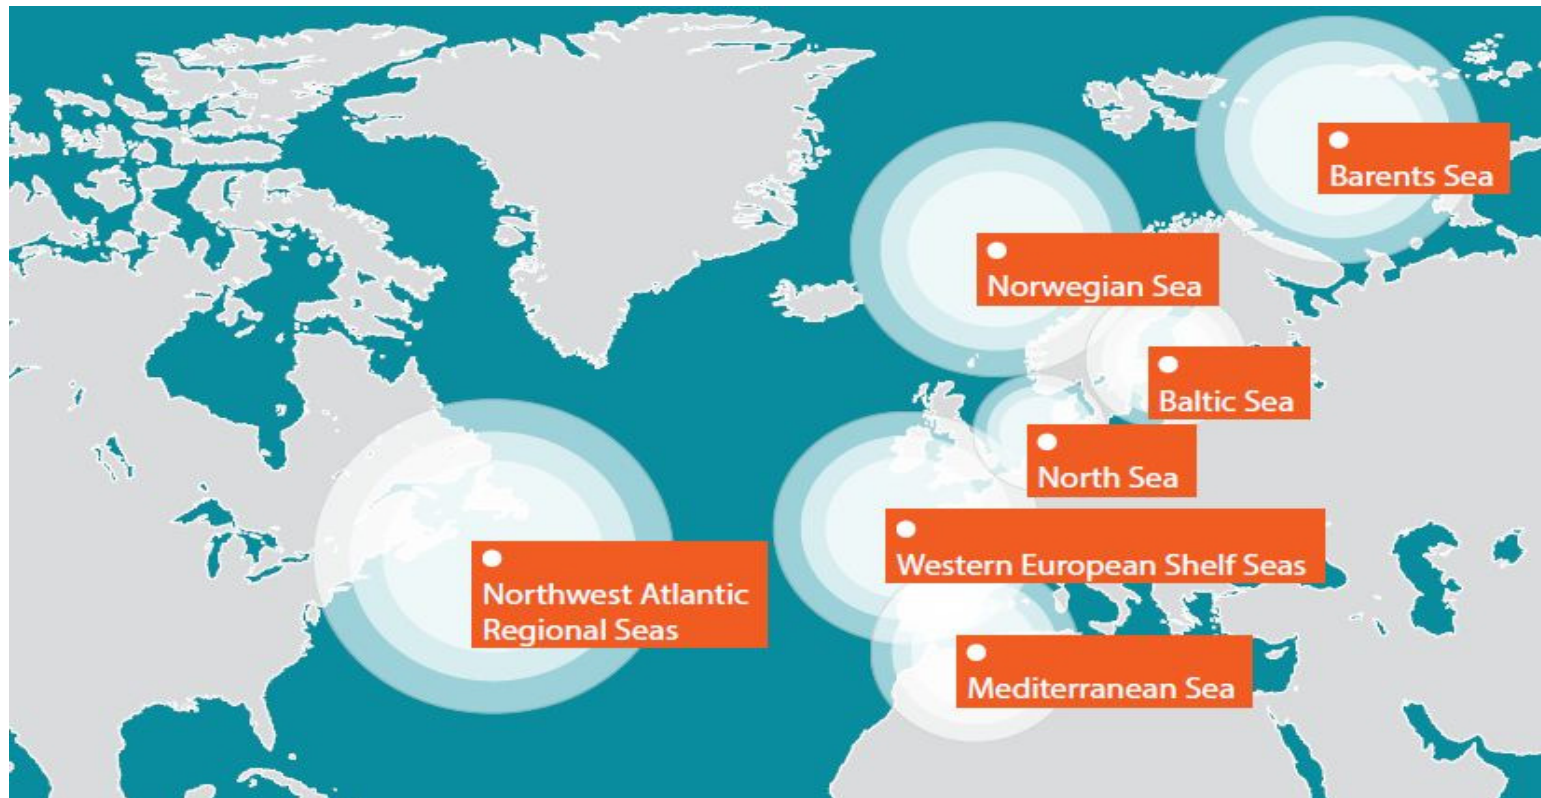 Barents Sea
Norwegian Sea
Baltic Sea
North Sea
Western European Shelf Seas
Northwest Atlantic
Regional Seas
Mediterranean Sea